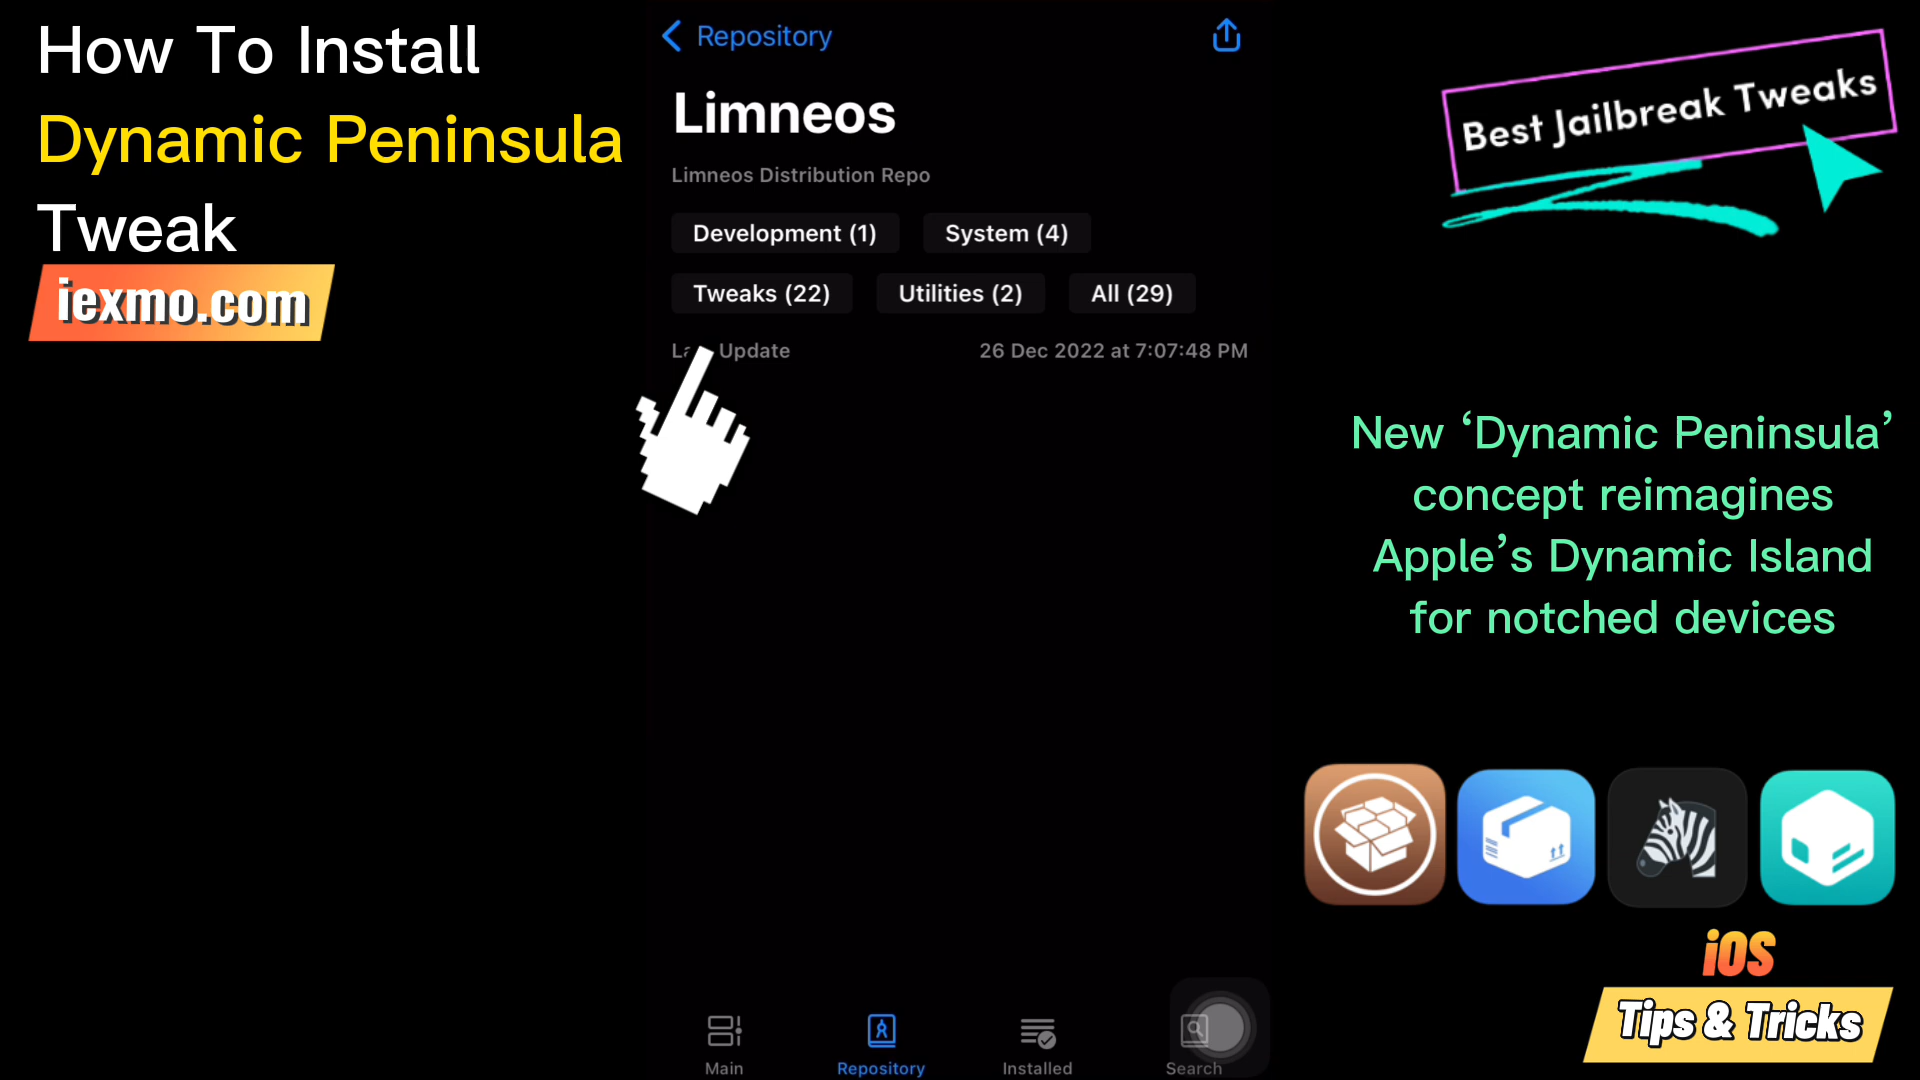 How To Install
Dynamic Peninsula
Tweak
iexmo.com
Repository
Limneos
Limneos Distribution Repo
Development (1)
System (4)
Tweaks (22)
Utilities (2)
All (29)
Update
26 Dec 2022 at 7:07:48 PM
Main
Repository
Installed
Search
Best Jailbreak Tweaks
New ‘Dynamic Peninsula’
concept reimagines
Apple’s Dynamic Island
for notched devices
iOS
Tips & Tricks